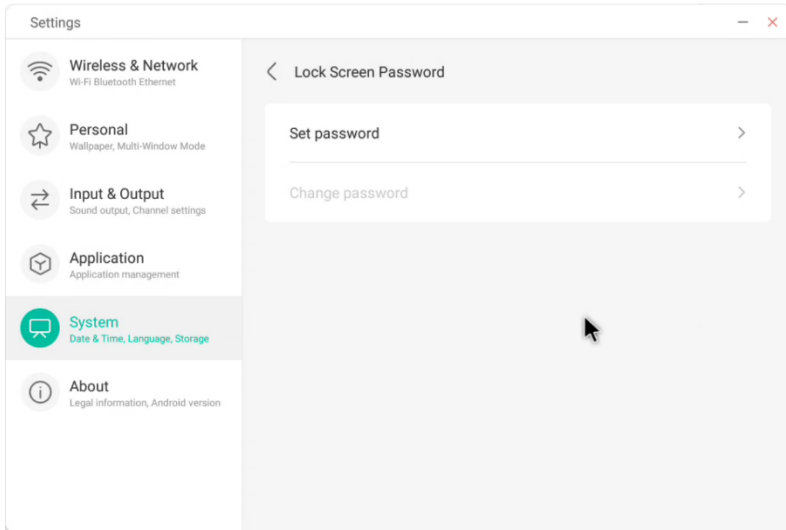 Settings
Wireless & Network
Wi-Fi Bluetooth Ethernet
Personal
Wallpaper, Multi-Window Mode
Input & Output
Sound output, Channel settings
Application
Application management
System
Date & Time, Language, Storage
About
Legal information, Android version
Lock Screen Password
Set password
Change password